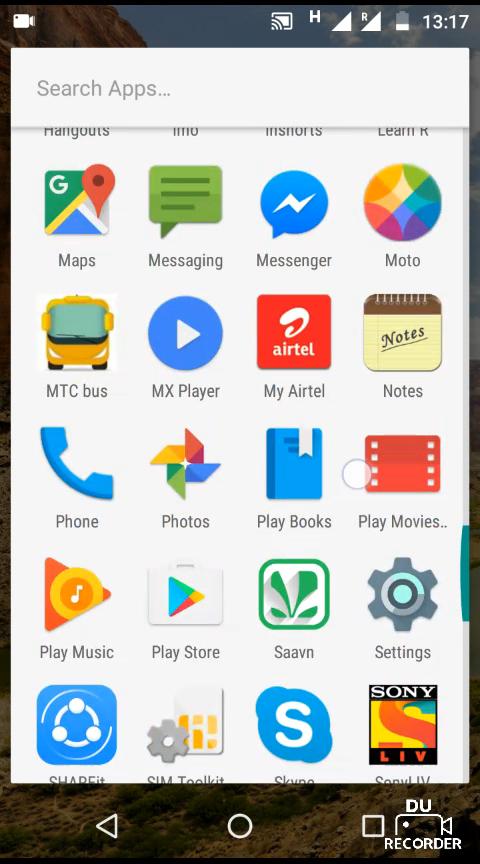 H R 13:17
Search Apps...
Hangouts Imo Inshorts Learn R
G
Maps Messaging Messenger Moto
airtel Notes
MTC bus MX Player My Airtel Notes
Phone Photos Play Books Play Movies..
Play Music Play Store Saavn Settings
S SONY
S
LIV
SHAREit SIM Toolkit Skype SonyLIV
DU
RECORDER